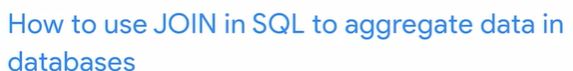 How to use JOIN in SQL to aggregate data in
databases